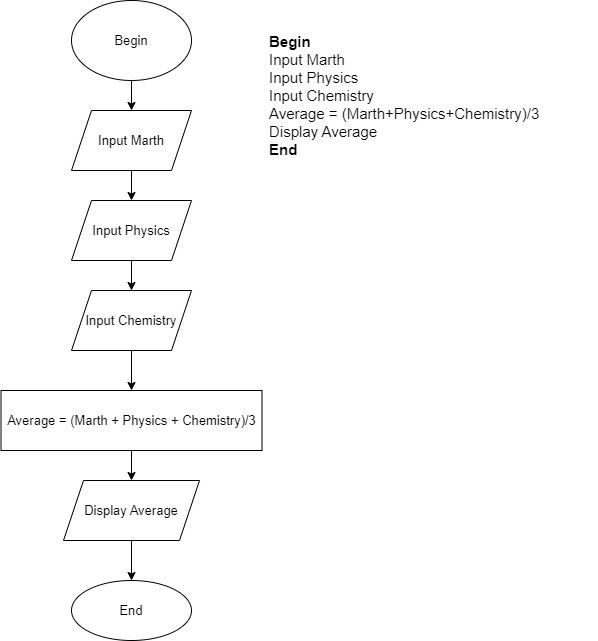 Begin
Input Marth
Input Physics
Input Chemistry
Average = (Marth + Physics + Chemistry)/3
Display Average
End
Begin
Input Marth
Input Physics
Input Chemistry
Average = (Marth+Physics+Chemistry)/3
Display Average
End